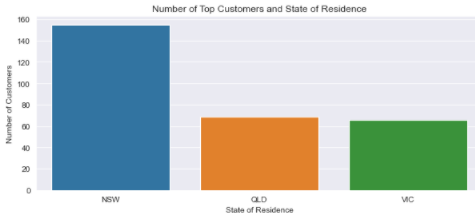 Number of Top Customers and State of Residence
160
140
120
100
80
60
40
20
0
Number of Customers
NSW QLD VIC
State of Residence